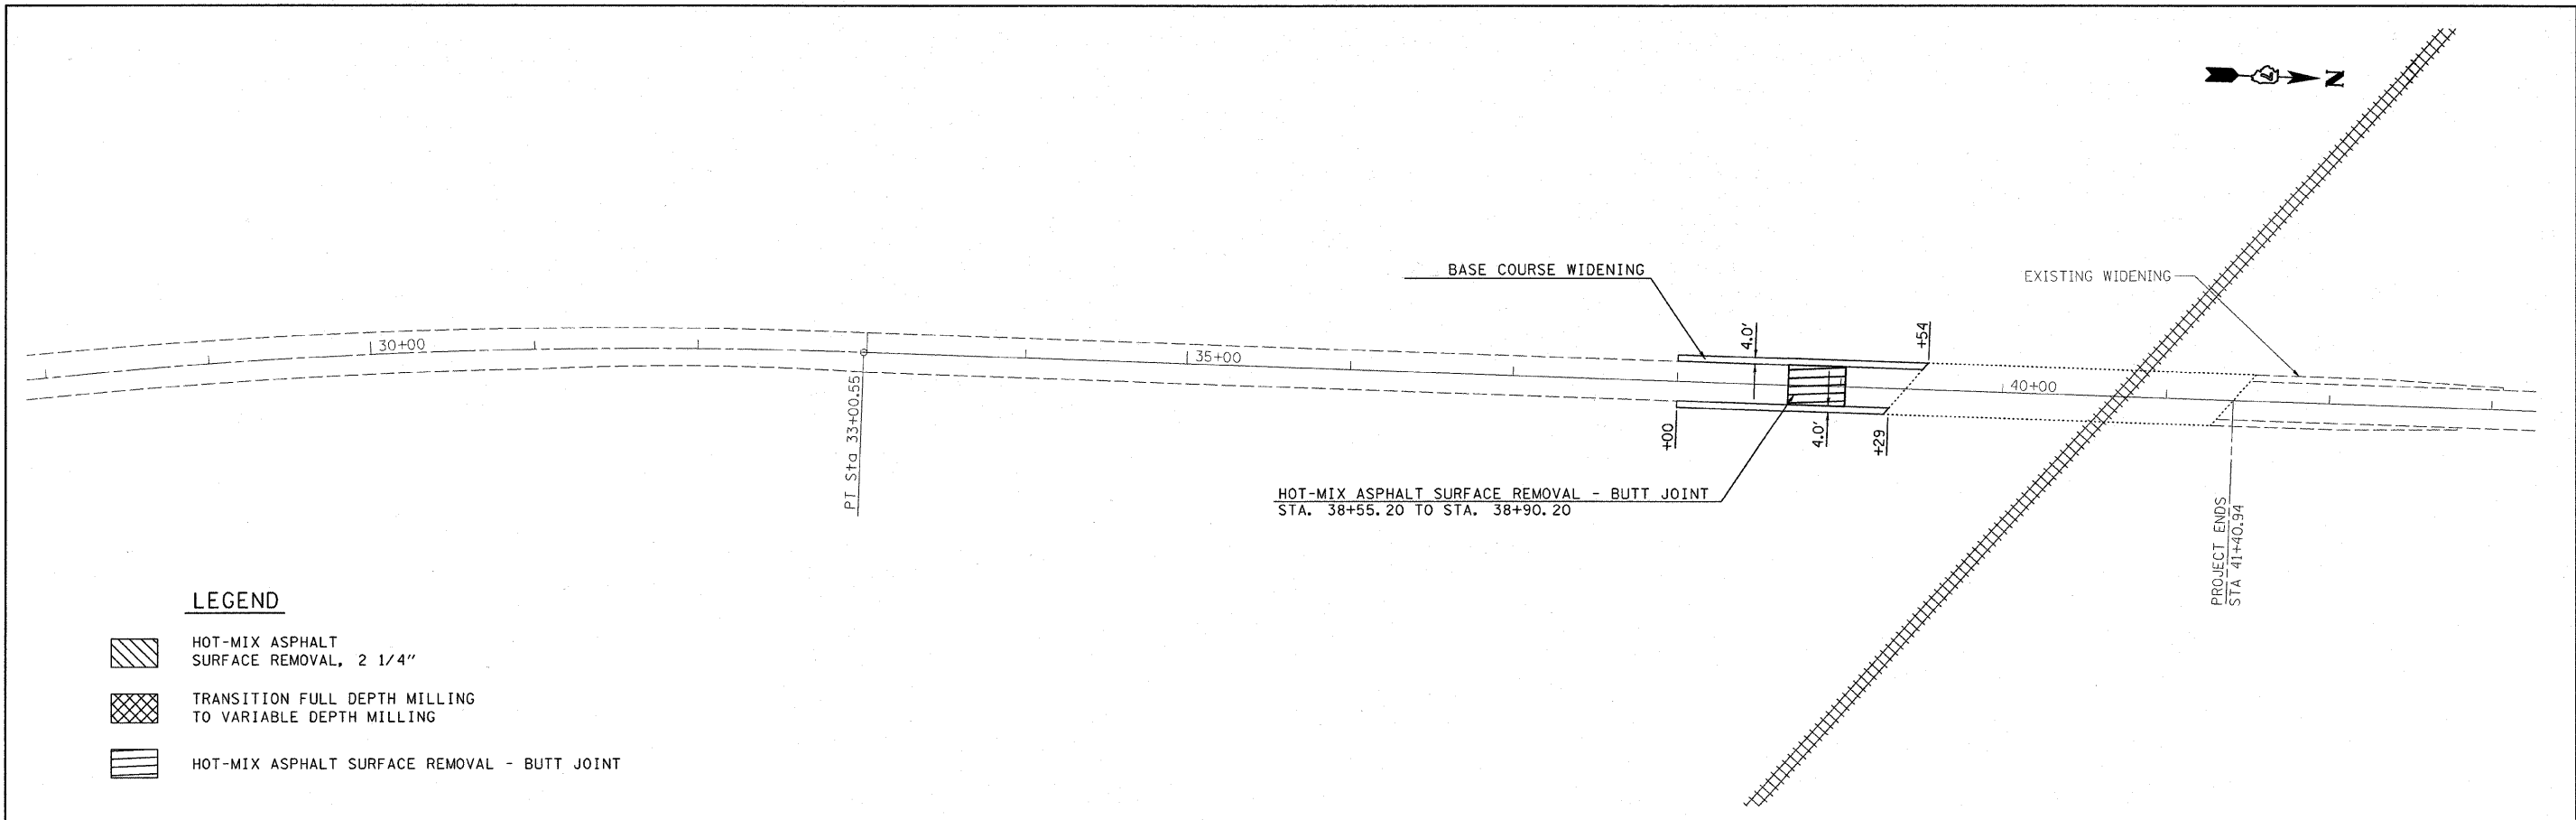 N
BASE COURSE WIDENING
EXISTING WIDENING
4.0'
+54
30+00
35+00
40+00
PT Sta 33+00.55
+00
4.0'
+29
HOT-MIX ASPHALT SURFACE REMOVAL - BUTT JOINT
STA. 38+55.20 TO STA. 38+90.20
PROJECT ENDS
STA 41+40.94
LEGEND
HOT-MIX ASPHALT
SURFACE REMOVAL, 2 1/4"
TRANSITION FULL DEPTH MILLING
TO VARIABLE DEPTH MILLING
HOT-MIX ASPHALT SURFACE REMOVAL - BUTT JOINT